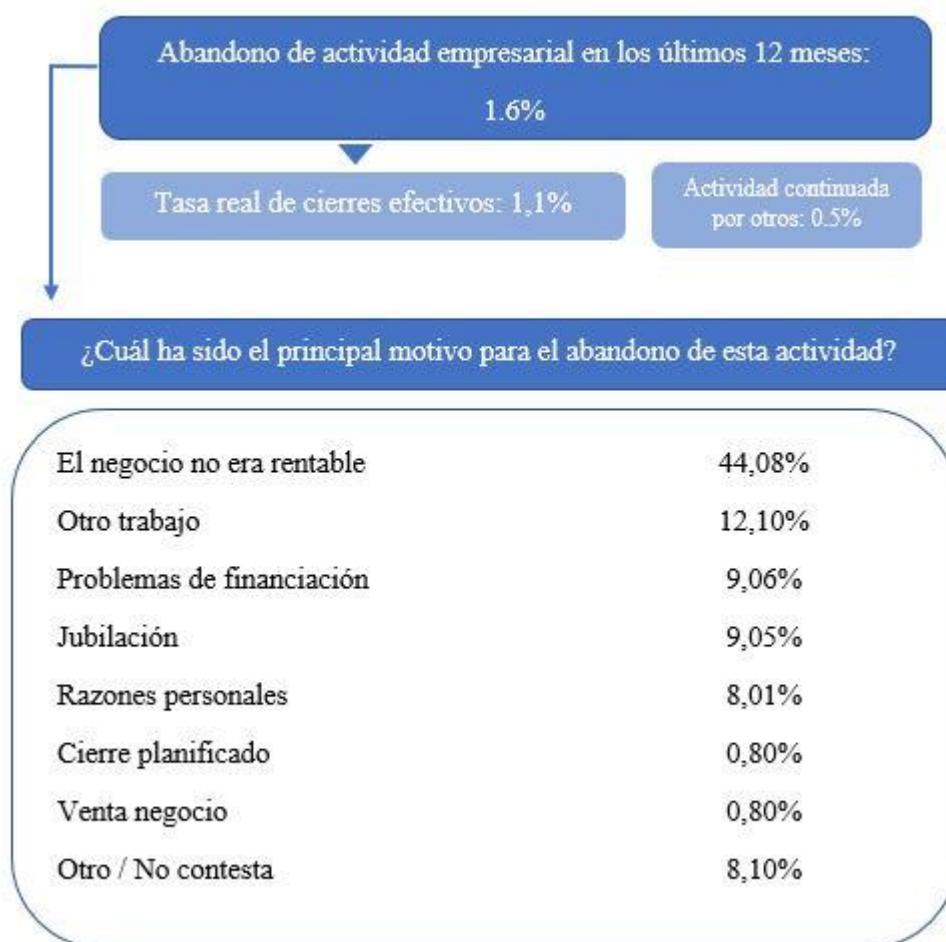 Abandono de actividad empresarial en los últimos 12 meses:
1.6%
Tasa real de cierres efectivos: 1,1%
Actividad continuada
por otros: 0.5%
¿Cuál ha sido el principal motivo para el abandono de esta actividad?
El negocio no era rentable 44,08%
Otro trabajo 12,10%
Problemas de financiación 9,06%
Jubilación 9,05%
Razones personales 8,01%
Cierre planificado 0,80%
Venta negocio 0,80%
Otro / No contesta 8,10%